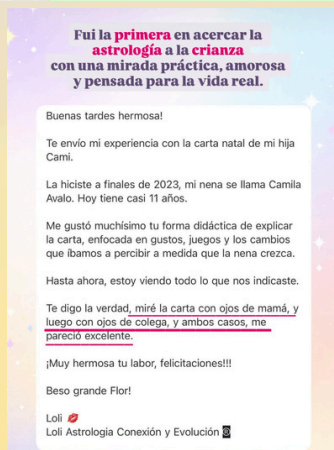 Fui la primera en acercar la
astrología a la crianza
con una mirada práctica, amorosa
y pensada para la vida real.
Buenas tardes hermosa!
Te envío mi experiencia con la carta natal de mi hija
Cami.
La hiciste a finales de 2023, mi nena se llama Camila
Avalo. Hoy tiene casi 11 años.
Me gustó muchísimo tu forma didáctica de explicar
la carta, enfocada en gustos, juegos y los cambios
que íbamos a percibir a medida que la nena crezca.
Hasta ahora, estoy viendo todo lo que nos indicaste.
Te digo la verdad, miré la carta con ojos de mamá, y
luego con ojos de colega, y ambos casos, me
pareció excelente.
¡Muy hermosa tu labor, felicitaciones!!!
Beso grande Flor!
Loli 💋
Loli Astrologia Conexión y Evolución